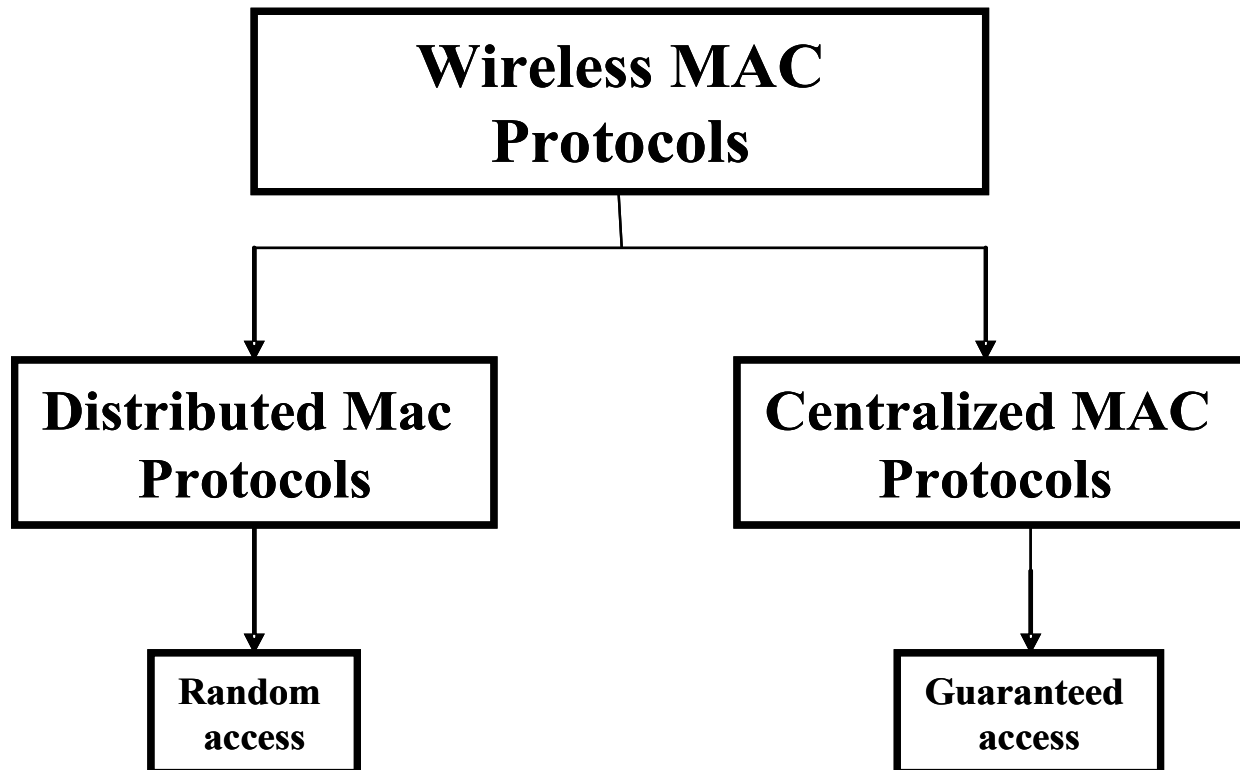 Wireless MAC
Protocols
Distributed Mac
Protocols
Centralized MAC
Protocols
Random
access
Guaranteed
access